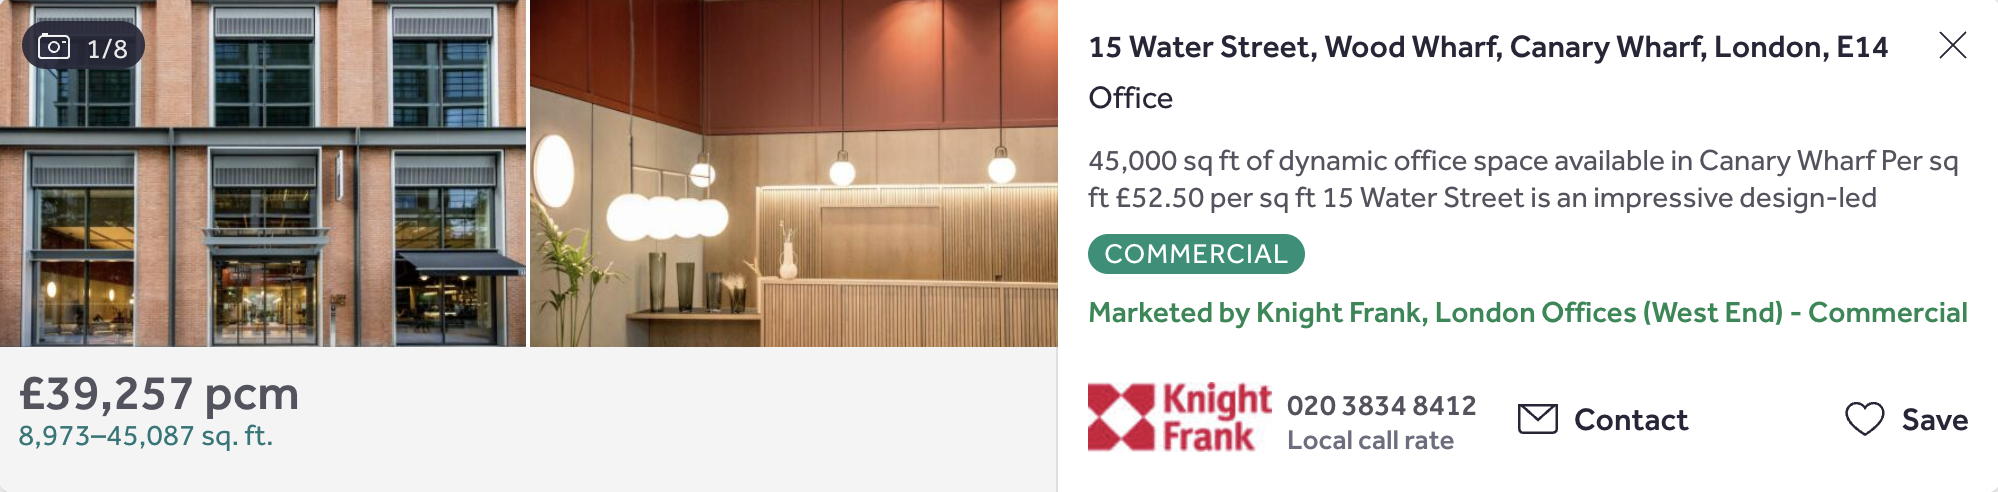 1/8
£39,257 pcm
8,973–45,087 sq. ft.
15 Water Street, Wood Wharf, Canary Wharf, London, E14
Office
45,000 sq ft of dynamic office space available in Canary Wharf Per sq
ft £52.50 per sq ft 15 Water Street is an impressive design-led
COMMERCIAL
Marketed by Knight Frank, London Offices (West End) - Commercial
Knight
Frank
020 3834 8412
Local call rate
Contact
Save